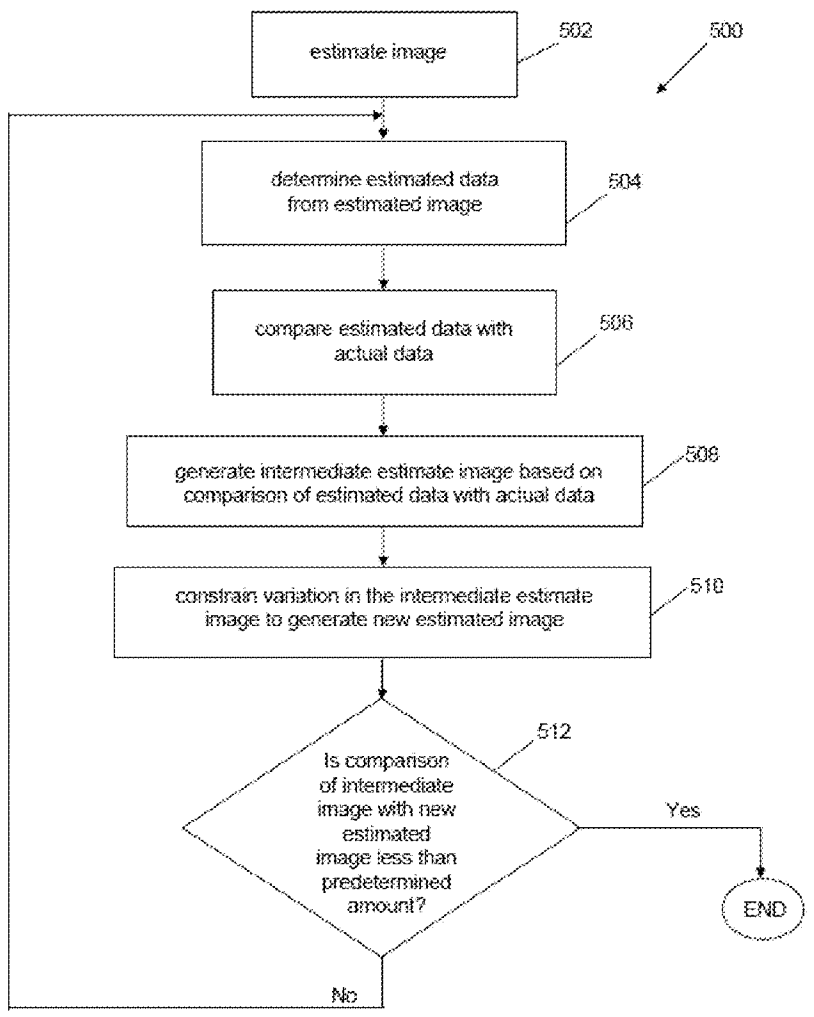 estimate image
502
500
determine estimated data
from estimated image
504
compare estimated data with
actual data
506
generate intermediate estimate image based on
comparison of estimated data with actual data
508
constrain variation in the intermediate estimate
image to generate new estimated image
510
512
Is comparison
of intermediate
image with new
estimated
image less than
predetermined
amount?
Yes
END
No